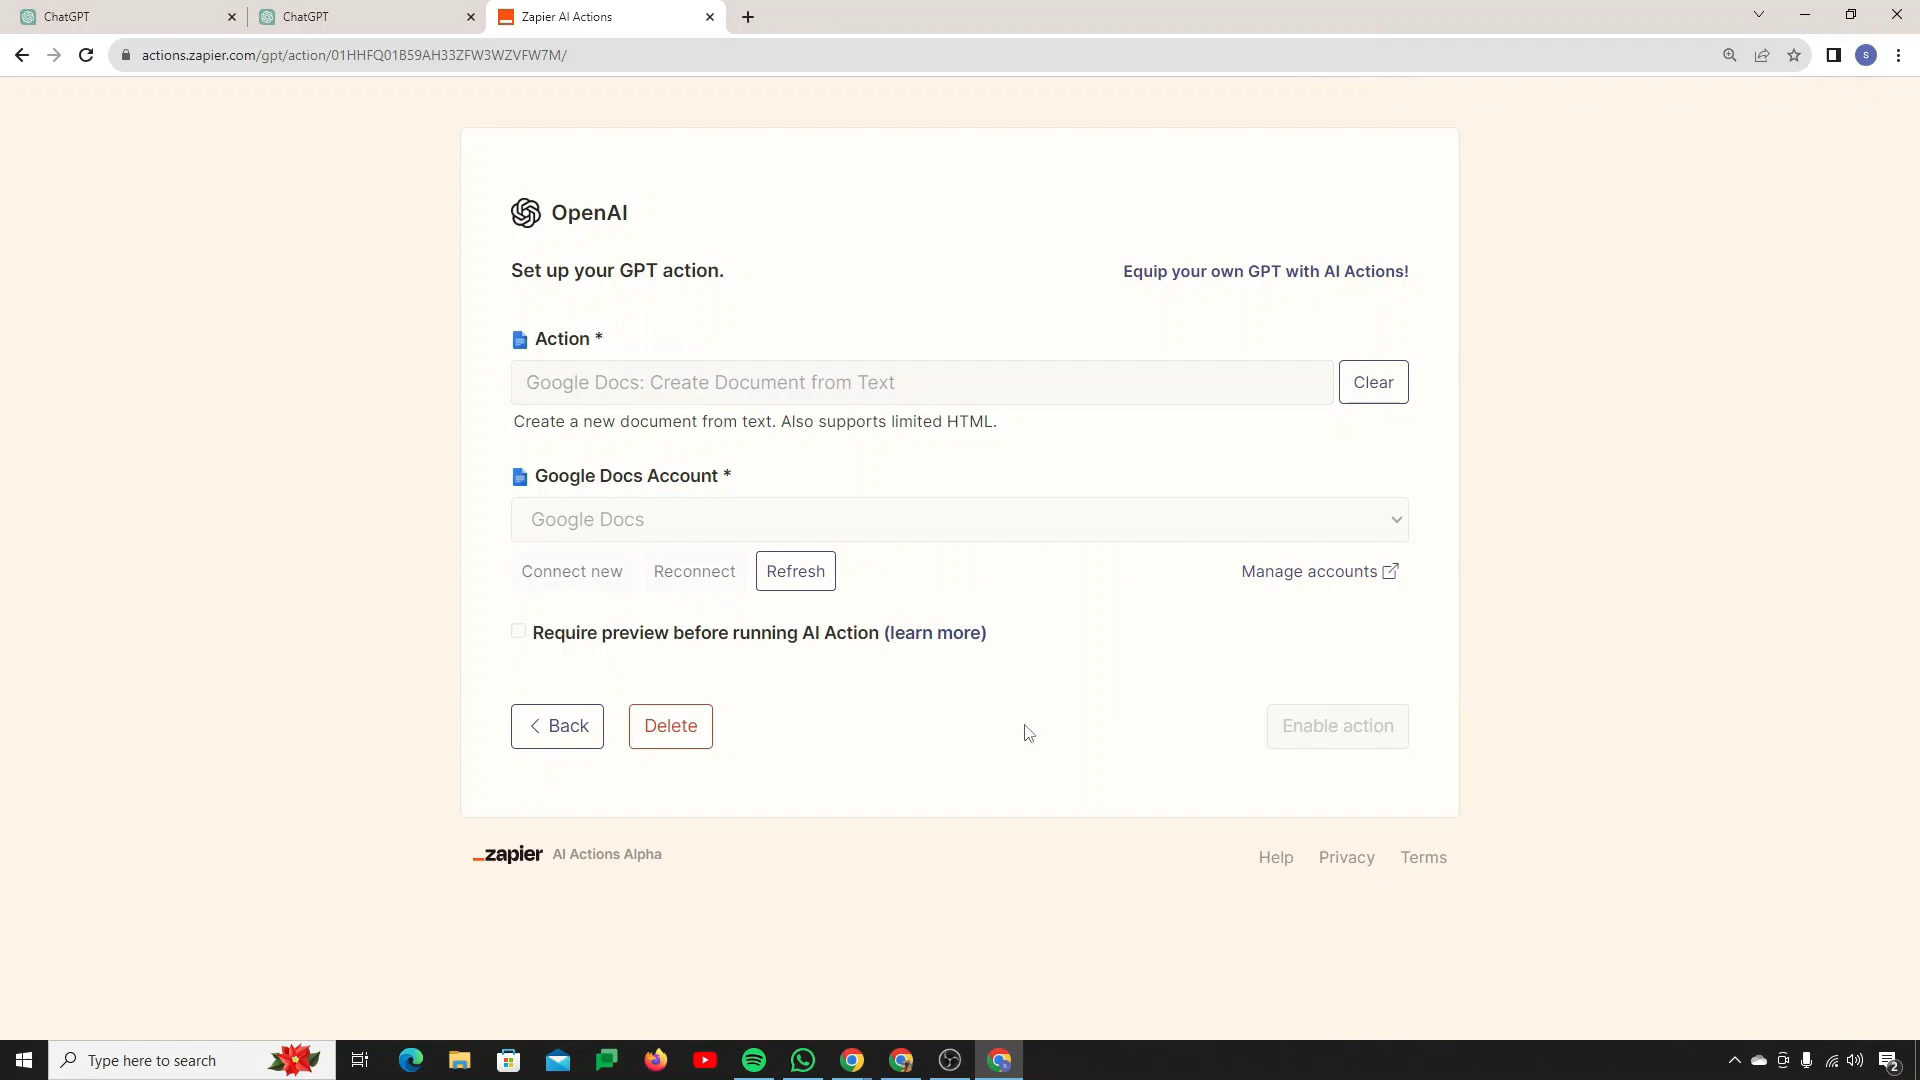 ChatGPT
ChatGPT
Zapier AI Actions
actions.zapier.com/gpt/action/01HHFQ01B59AH33ZFW3WZVFW7M/
S
OpenAI
Set up your GPT action.
Equip your own GPT with AI Actions!
Action *
Google Docs: Create Document from Text
Clear
Create a new document from text. Also supports limited HTML.
Google Docs Account *
Google Docs
Connect new
Reconnect
Refresh
Manage accounts
Require preview before running AI Action (learn more)
Back
Delete
Enable action
_zapier AI Actions Alpha
Help
Privacy
Terms
Type here to search
2